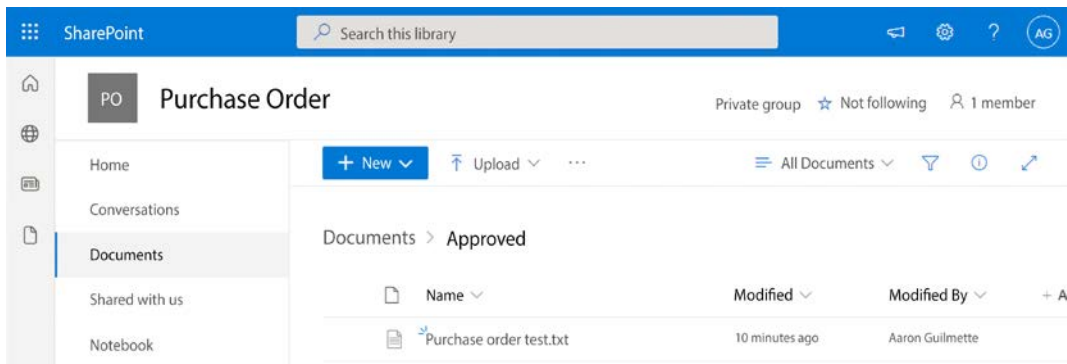 SharePoint
Search this library
?
AG
PO
Purchase Order
Private group
Not following
1 member
Home
Conversations
Documents
Shared with us
Notebook
+ New
Upload
...
All Documents
Documents > Approved
Name
Modified
Modified By
+ A
Purchase order test.txt
10 minutes ago
Aaron Guilmette